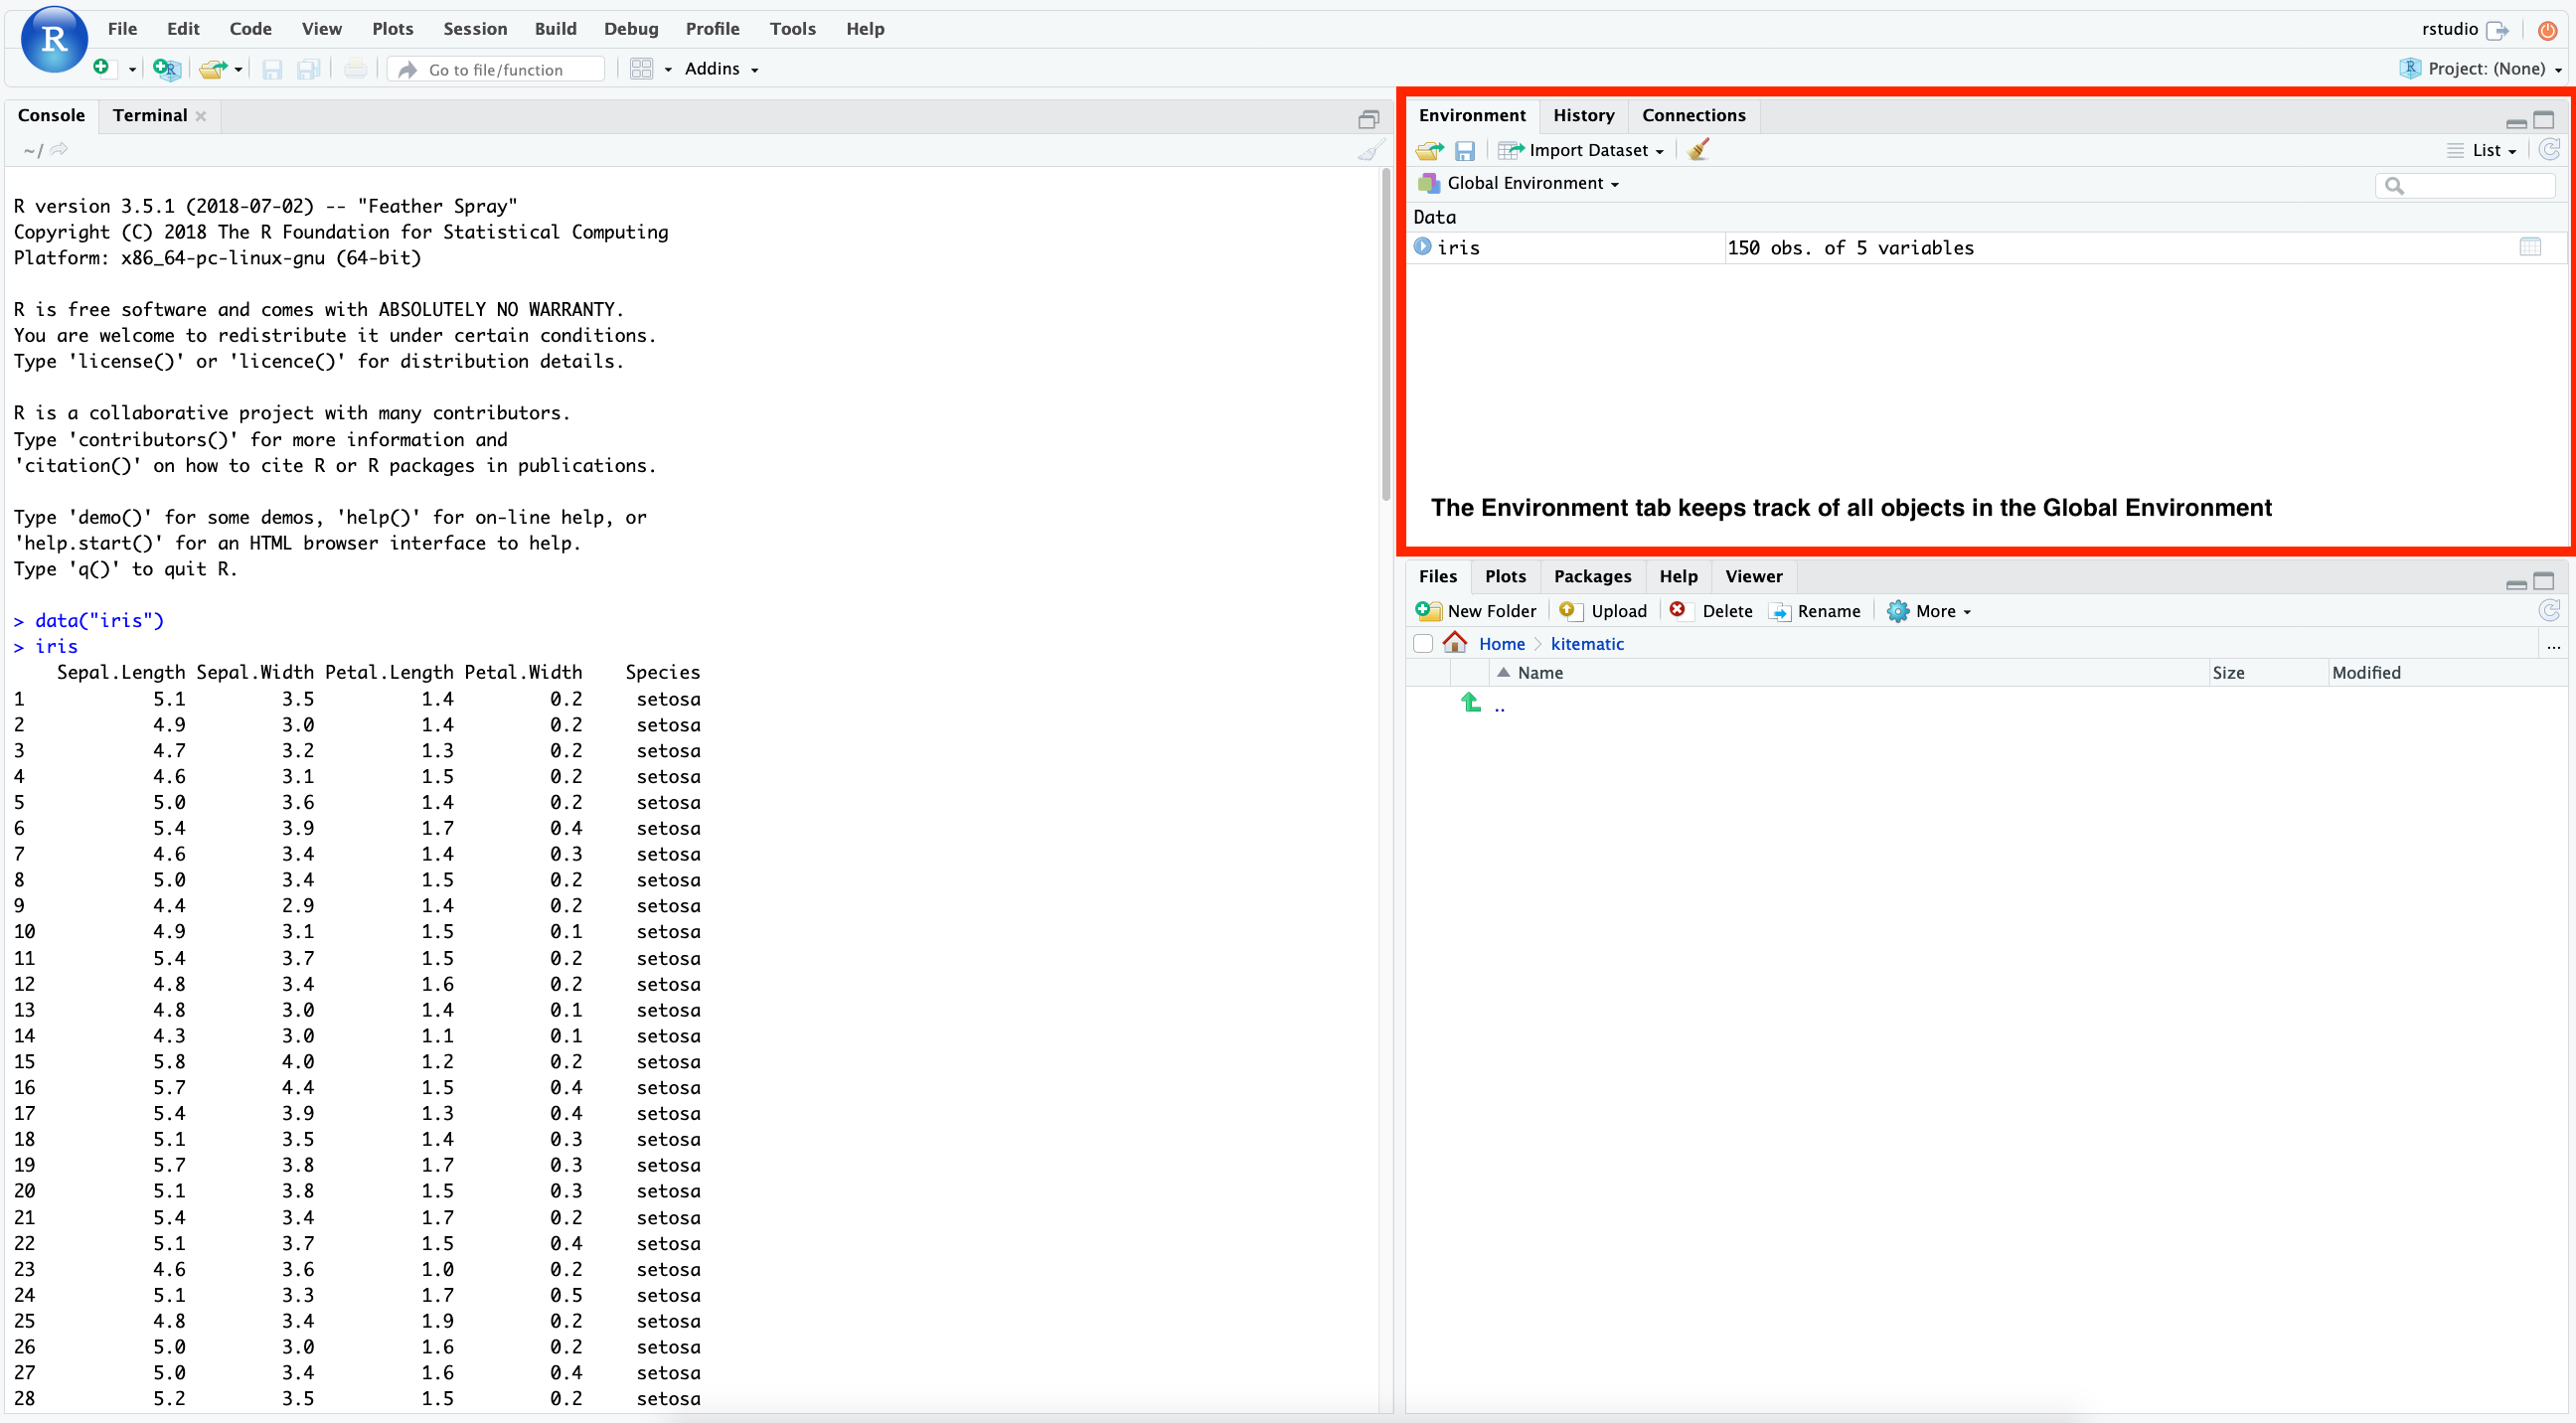 R File Edit Code View Plots Session Build Debug Profile Tools Help rstudio
R Go to file/function Addins R Project: (None)
Console Terminal
~/
R version 3.5.1 (2018-07-02) -- "Feather Spray"
Copyright (C) 2018 The R Foundation for Statistical Computing
Platform: x86_64-pc-linux-gnu (64-bit)
R is free software and comes with ABSOLUTELY NO WARRANTY.
You are welcome to redistribute it under certain conditions.
Type 'license()' or 'licence()' for distribution details.
R is a collaborative project with many contributors.
Type 'contributors()' for more information and
'citation()' on how to cite R or R packages in publications.
Type 'demo()' for some demos, 'help()' for on-line help, or
'help.start()' for an HTML browser interface to help.
Type 'q()' to quit R.
> data("iris")
> iris
Sepal.Length Sepal.Width Petal.Length Petal.Width Species
1 5.1 3.5 1.4 0.2 setosa
2 4.9 3.0 1.4 0.2 setosa
3 4.7 3.2 1.3 0.2 setosa
4 4.6 3.1 1.5 0.2 setosa
5 5.0 3.6 1.4 0.2 setosa
6 5.4 3.9 1.7 0.4 setosa
7 4.6 3.4 1.4 0.3 setosa
8 5.0 3.4 1.5 0.2 setosa
9 4.4 2.9 1.4 0.2 setosa
10 4.9 3.1 1.5 0.1 setosa
11 5.4 3.7 1.5 0.2 setosa
12 4.8 3.4 1.6 0.2 setosa
13 4.8 3.0 1.4 0.1 setosa
14 4.3 3.0 1.1 0.1 setosa
15 5.8 4.0 1.2 0.2 setosa
16 5.7 4.4 1.5 0.4 setosa
17 5.4 3.9 1.3 0.4 setosa
18 5.1 3.5 1.4 0.3 setosa
19 5.7 3.8 1.7 0.3 setosa
20 5.1 3.8 1.5 0.3 setosa
21 5.4 3.4 1.7 0.2 setosa
22 5.1 3.7 1.5 0.4 setosa
23 4.6 3.6 1.0 0.2 setosa
24 5.1 3.3 1.7 0.5 setosa
25 4.8 3.4 1.9 0.2 setosa
26 5.0 3.0 1.6 0.2 setosa
27 5.0 3.4 1.6 0.4 setosa
28 5.2 3.5 1.5 0.2 setosa
Environment History Connections
Import Dataset List
Global Environment
Data
iris 150 obs. of 5 variables
The Environment tab keeps track of all objects in the Global Environment
Files Plots Packages Help Viewer
New Folder Upload Delete Rename More
Home kitematic ...
Name Size Modified
..